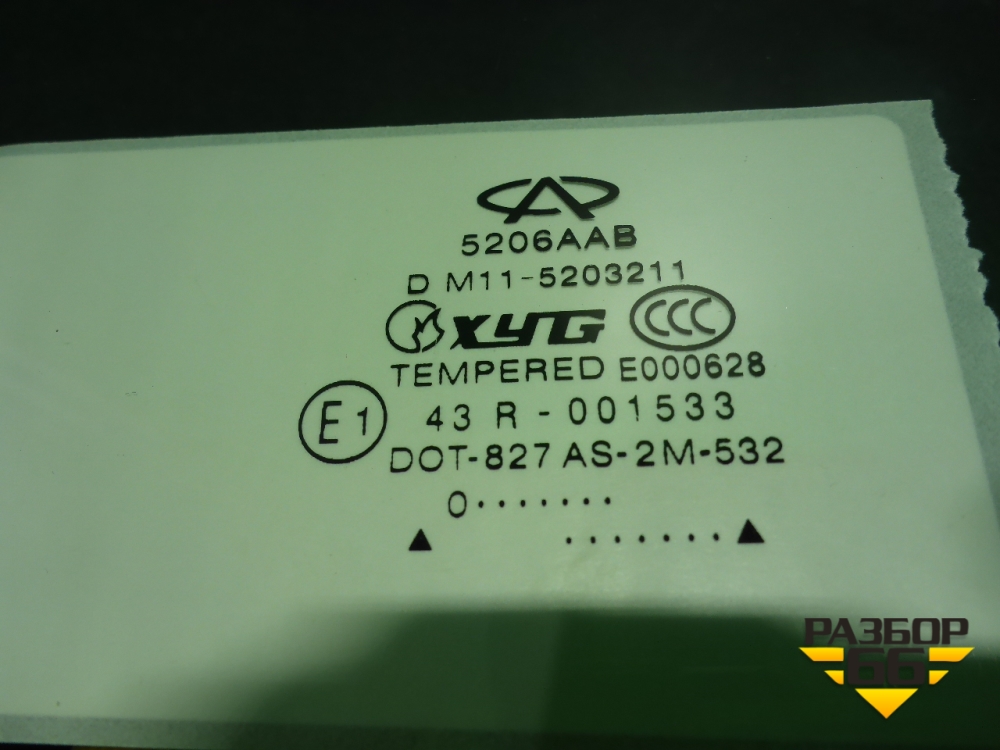 5206AAB
D M11-5203211
XYG CCC
TEMPERED E000628
E1 43 R - 001533
DOT-827 AS-2M-532
0.......
▲ .......▲
РАЗБОР
66